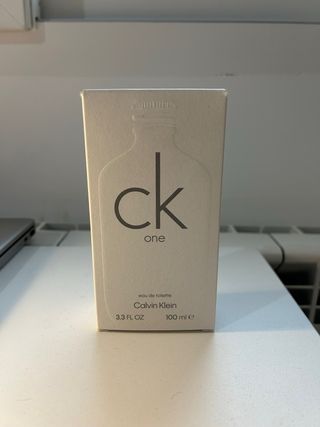 ck
one
eau de toilette
Calvin Klein
3.3 FL OZ 100 ml ℮